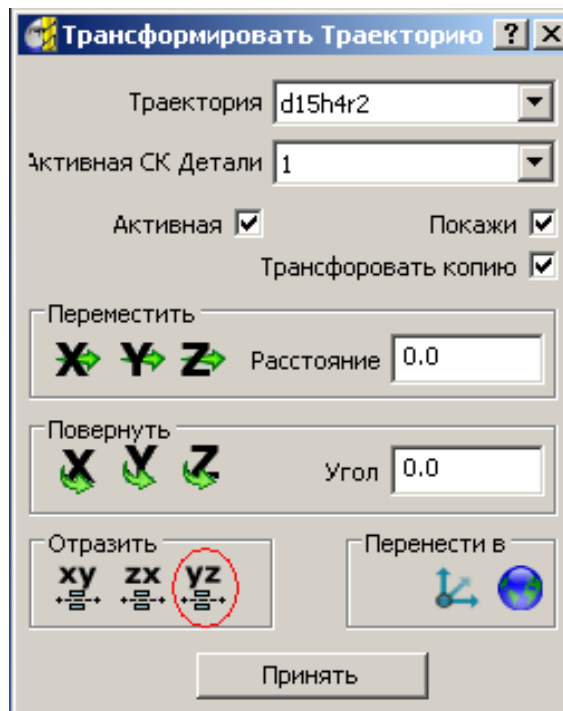 Трансформировать Траекторию ? X
Траектория d15h4r2
Активная СК Детали 1
Активная Покажи
Трансфоровать копию
Переместить
X Y Z Расстояние 0.0
Повернуть
X Y Z Угол 0.0
Отразить Перенести в
xy zx yz
Принять